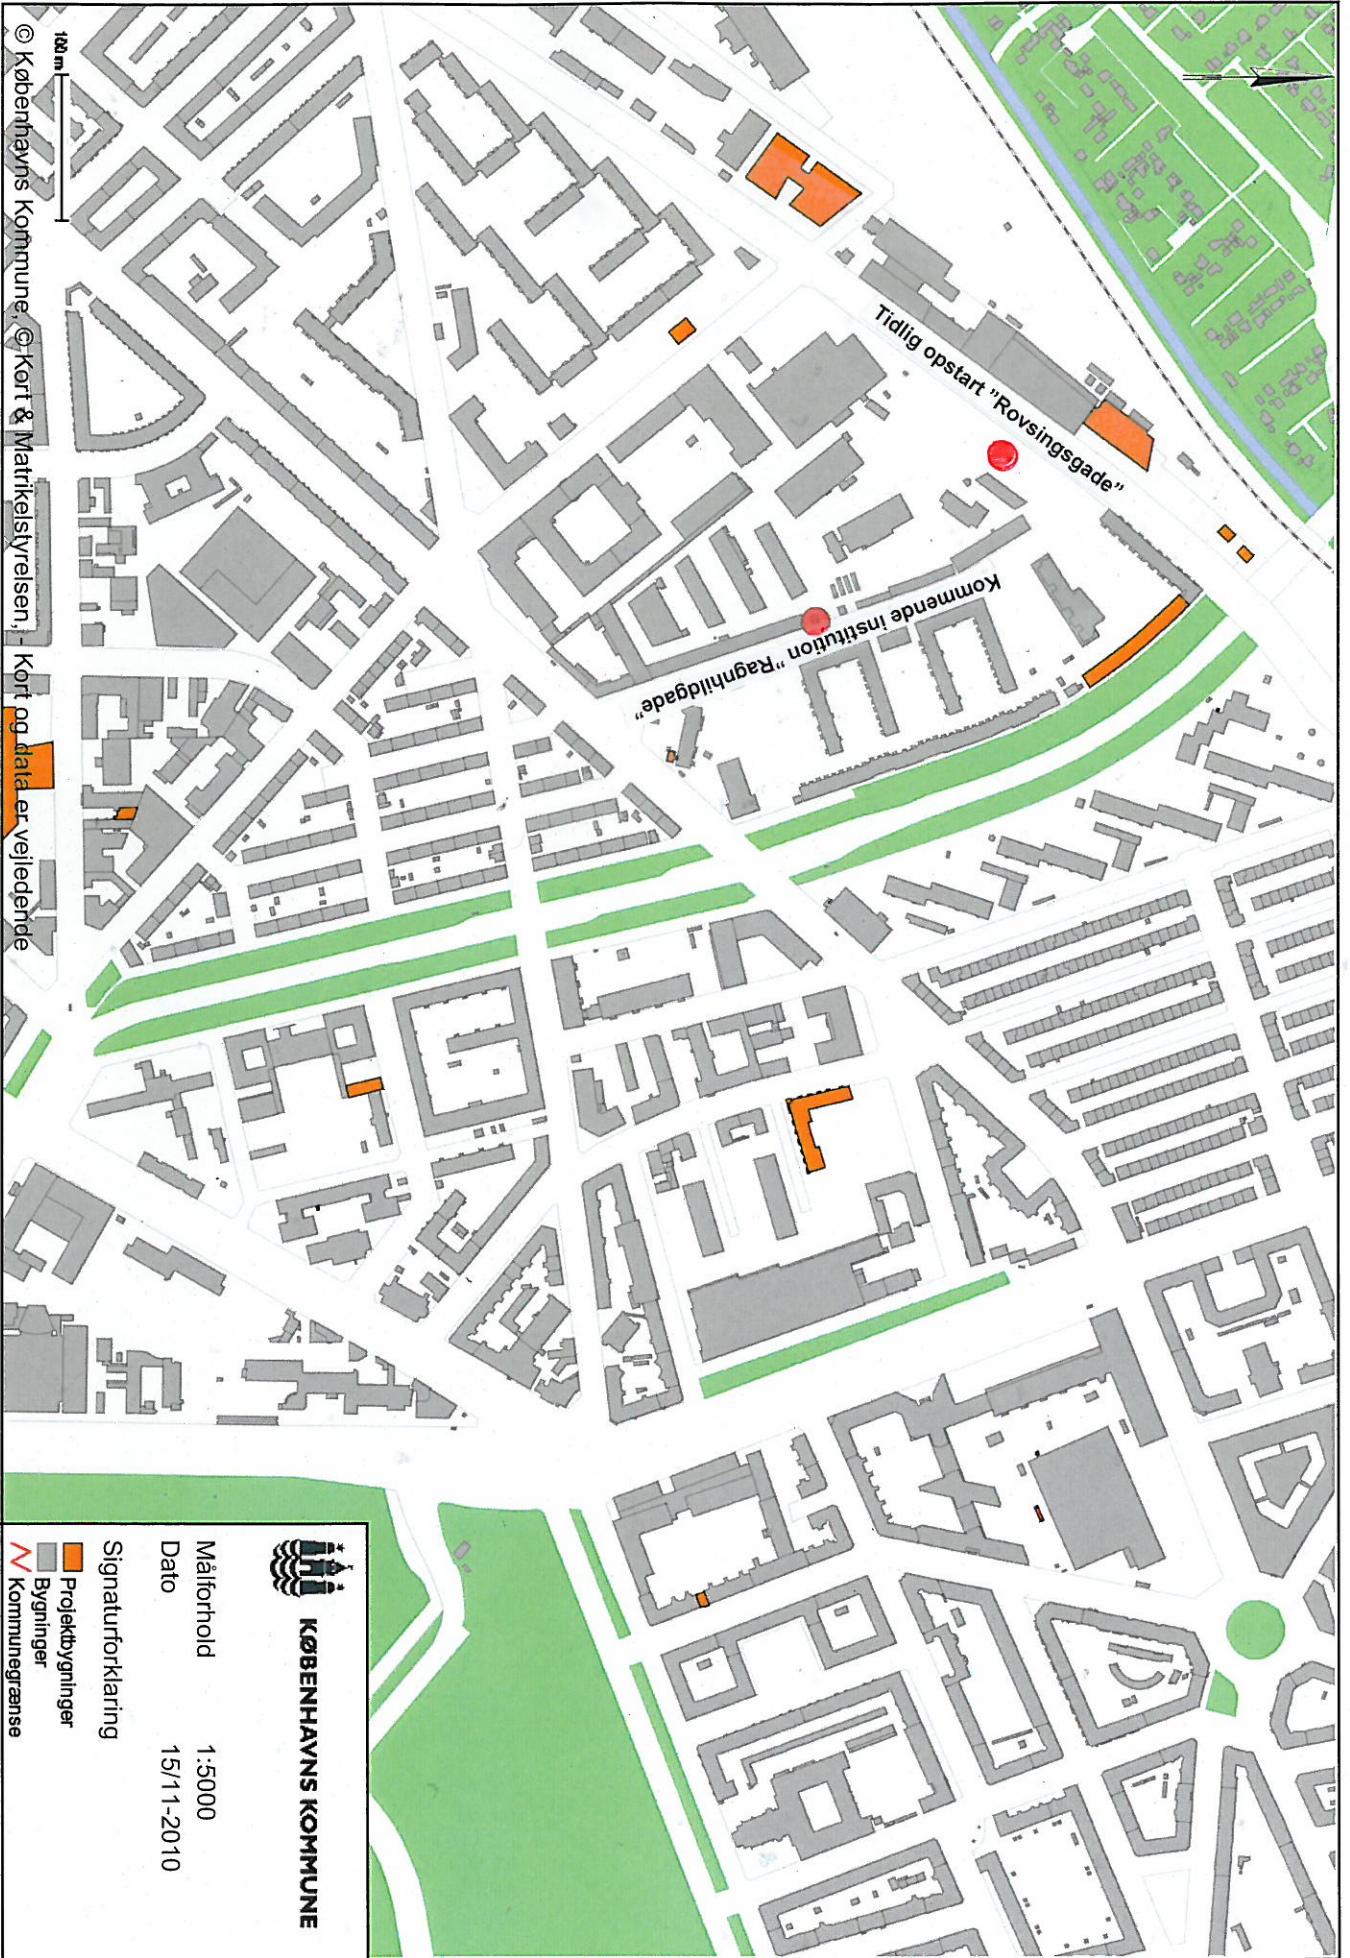 Tidlig opstart "Rovsingsgade"
Kommende institution "Ragnhildgade"
100 m
© Københavns Kommune, © Kort & Matrikelstyrelsen, - Kort og data er vejledende
KØBENHAVNS KOMMUNE
Målforhold 1:5000
Dato 15/11-2010
Signaturforklaring
Projektbygninger
Bygninger
Kommunegrænse